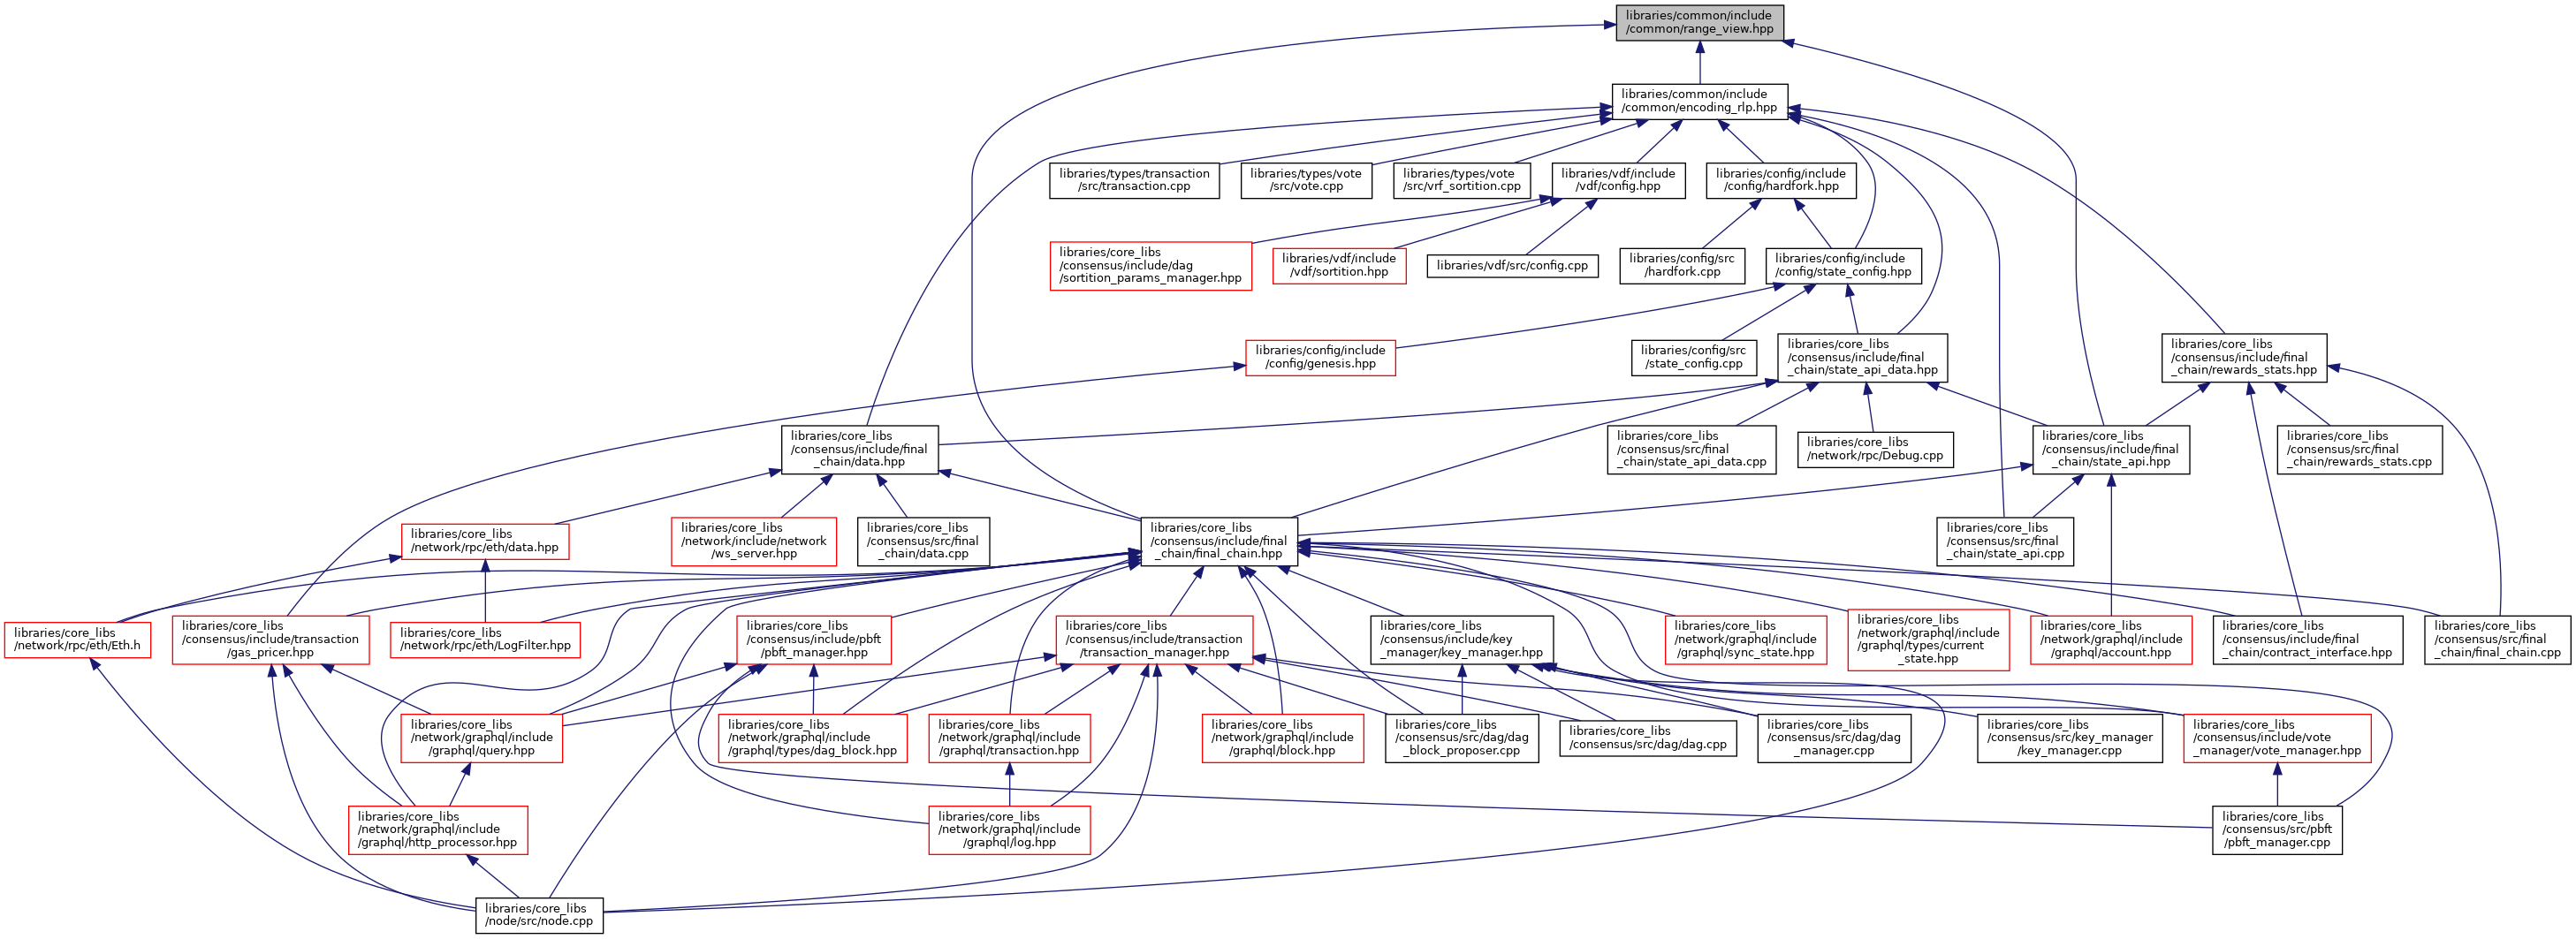 libraries/common/include
/common/range_view.hpp
libraries/common/include
/common/encoding_rlp.hpp
libraries/types/transaction
/src/transaction.cpp
libraries/types/vote
/src/vote.cpp
libraries/types/vote
/src/vrf_sortition.cpp
libraries/vdf/include
/vdf/config.hpp
libraries/config/include
/config/hardfork.hpp
libraries/core_libs
/consensus/include/dag
/sortition_params_manager.hpp
libraries/vdf/include
/vdf/sortition.hpp
libraries/vdf/src/config.cpp
libraries/config/src
/hardfork.cpp
libraries/config/include
/config/state_config.hpp
libraries/config/include
/config/genesis.hpp
libraries/config/src
/state_config.cpp
libraries/core_libs
/consensus/include/final
_chain/state_api_data.hpp
libraries/core_libs
/consensus/include/final
_chain/rewards_stats.hpp
libraries/core_libs
/consensus/include/final
_chain/data.hpp
libraries/core_libs
/consensus/src/final
_chain/state_api_data.cpp
libraries/core_libs
/network/rpc/Debug.cpp
libraries/core_libs
/consensus/include/final
_chain/state_api.hpp
libraries/core_libs
/consensus/src/final
_chain/rewards_stats.cpp
libraries/core_libs
/network/rpc/eth/data.hpp
libraries/core_libs
/network/include/network
/ws_server.hpp
libraries/core_libs
/consensus/src/final
_chain/data.cpp
libraries/core_libs
/consensus/include/final
_chain/final_chain.hpp
libraries/core_libs
/consensus/src/final
_chain/state_api.cpp
libraries/core_libs
/network/rpc/eth/Eth.h
libraries/core_libs
/consensus/include/transaction
/gas_pricer.hpp
libraries/core_libs
/network/rpc/eth/LogFilter.hpp
libraries/core_libs
/consensus/include/pbft
/pbft_manager.hpp
libraries/core_libs
/consensus/include/transaction
/transaction_manager.hpp
libraries/core_libs
/consensus/include/key
_manager/key_manager.hpp
libraries/core_libs
/network/graphql/include
/graphql/sync_state.hpp
libraries/core_libs
/network/graphql/include
/graphql/types/current
_state.hpp
libraries/core_libs
/network/graphql/include
/graphql/account.hpp
libraries/core_libs
/consensus/include/final
_chain/contract_interface.hpp
libraries/core_libs
/consensus/src/final
_chain/final_chain.cpp
libraries/core_libs
/network/graphql/include
/graphql/query.hpp
libraries/core_libs
/network/graphql/include
/graphql/types/dag_block.hpp
libraries/core_libs
/network/graphql/include
/graphql/transaction.hpp
libraries/core_libs
/network/graphql/include
/graphql/block.hpp
libraries/core_libs
/consensus/src/dag/dag
_block_proposer.cpp
libraries/core_libs
/consensus/src/dag/dag.cpp
libraries/core_libs
/consensus/src/dag/dag
_manager.cpp
libraries/core_libs
/consensus/src/key_manager
/key_manager.cpp
libraries/core_libs
/consensus/include/vote
_manager/vote_manager.hpp
libraries/core_libs
/network/graphql/include
/graphql/http_processor.hpp
libraries/core_libs
/network/graphql/include
/graphql/log.hpp
libraries/core_libs
/consensus/src/pbft
/pbft_manager.cpp
libraries/core_libs
/node/src/node.cpp